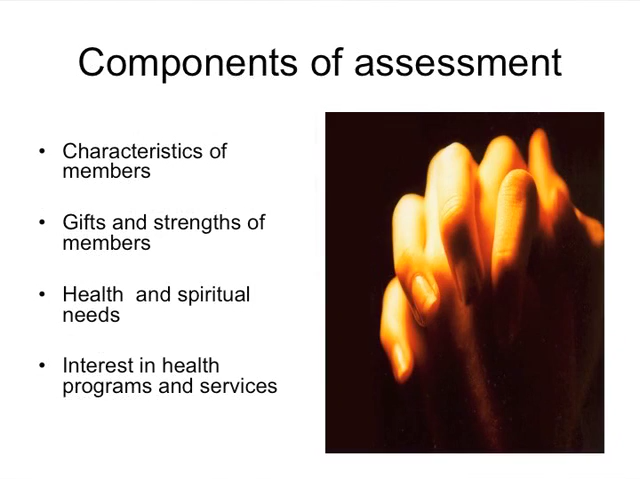 Components of assessment
• Characteristics of
members
• Gifts and strengths of
members
• Health  and spiritual
needs
• Interest in health
programs and services